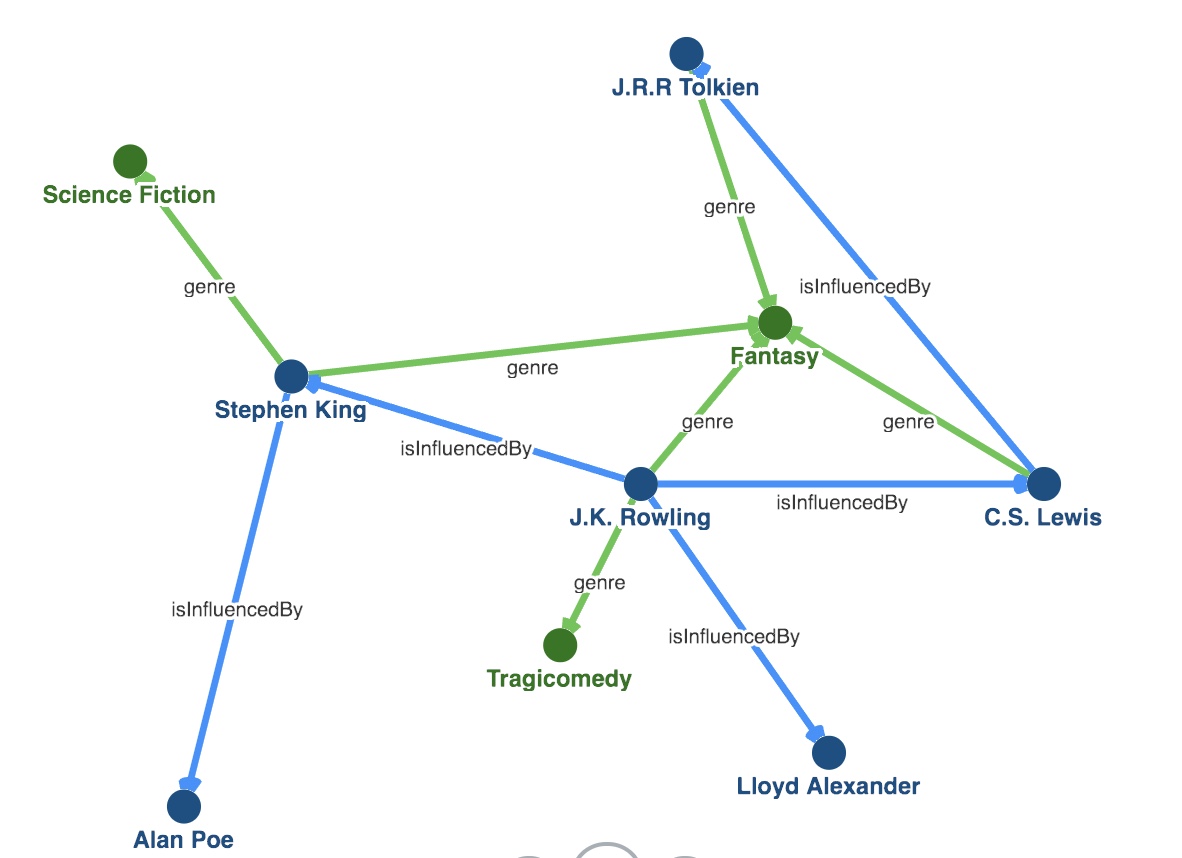 J.R.R Tolkien
Science Fiction
genre
genre
isInfluencedBy
Fantasy
genre
Stephen King
genre
genre
isInfluencedBy
isInfluencedBy
J.K. Rowling
C.S. Lewis
genre
isInfluencedBy
isInfluencedBy
Tragicomedy
Lloyd Alexander
Alan Poe